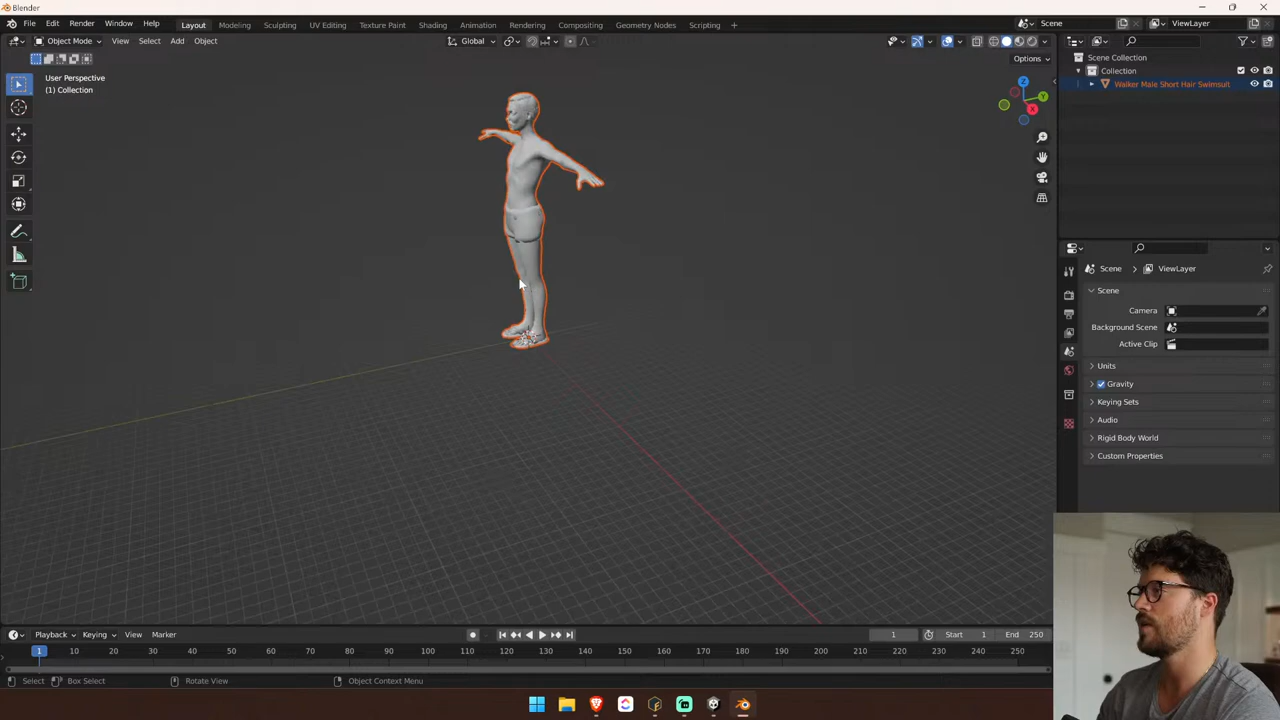 Blender
File Edit Render Window Help Layout Modeling Sculpting UV Editing Texture Paint Shading Animation Rendering Compositing Geometry Nodes Scripting + Scene ViewLayer
Object Mode View Select Add Object Global
Options
User Perspective
(1) Collection
Z
Y
X
Scene Collection
Collection
Walker Male Short Hair Swimsuit
Scene ViewLayer
Scene
Camera
Background Scene
Active Clip
Units
Gravity
Keying Sets
Audio
Rigid Body World
Custom Properties
Playback Keying View Marker 1 Start 1 End 250
1 10 20 30 40 50 60 70 80 90 100 110 120 130 140 150 160 170 180 190 200 210 220 230 240 250
Select Box Select Rotate View Object Context Menu